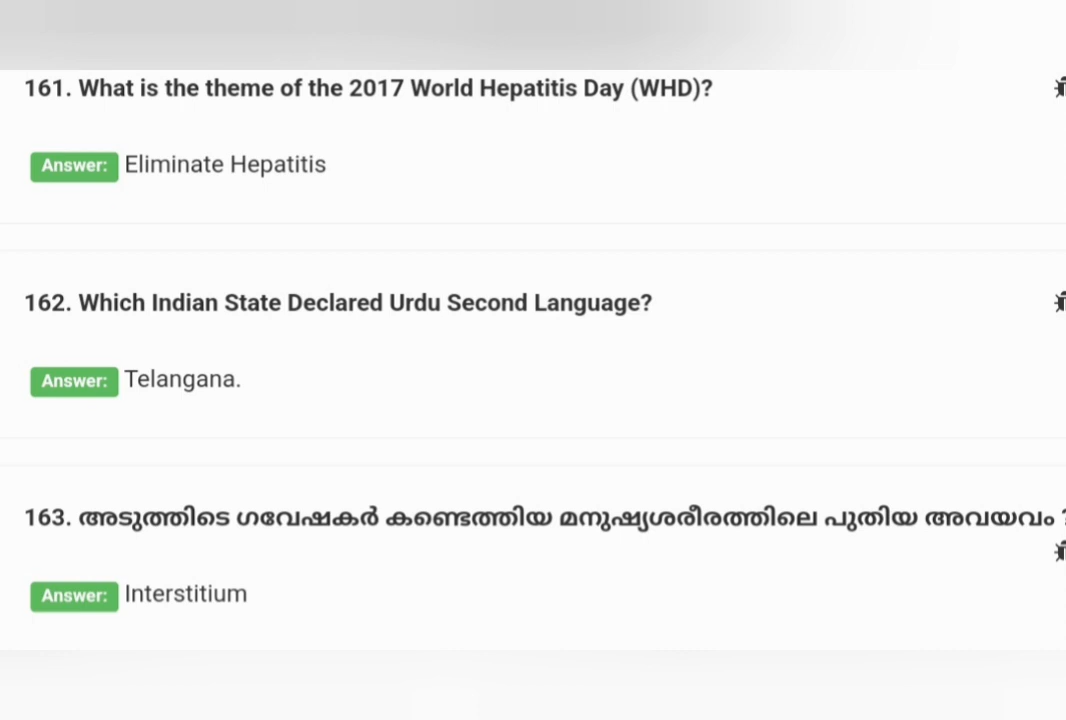 161. What is the theme of the 2017 World Hepatitis Day (WHD)?
Answer: Eliminate Hepatitis
162. Which Indian State Declared Urdu Second Language?
Answer: Telangana.
163. അടുത്തിടെ ഗവേഷകർ കണ്ടെത്തിയ മനുഷ്യശരീരത്തിലെ പുതിയ അവയവം ?
Answer: Interstitium